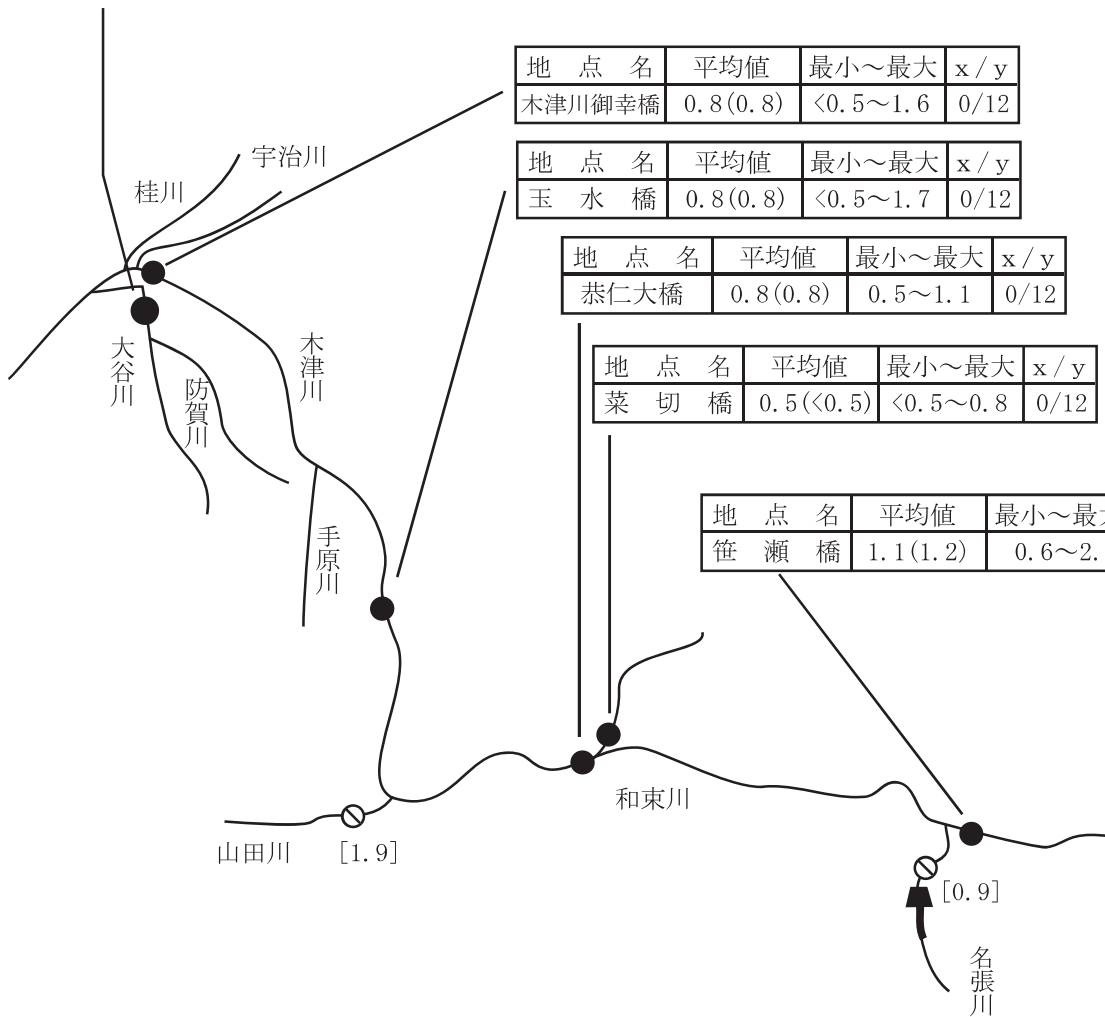 地点名 平均値 最小～最大 x/y
木津川御幸橋 0.8(0.8) <0.5～1.6 0/12
地点名 平均値 最小～最大 x/y
玉水橋 0.8(0.8) <0.5～1.7 0/12
地点名 平均値 最小～最大 x/y
恭仁大橋 0.8(0.8) 0.5～1.1 0/12
地点名 平均値 最小～最大 x/y
菜切橋 0.5(<0.5) <0.5～0.8 0/12
地点名 平均値 最小～最
笹瀬橋 1.1(1.2) 0.6～2.
宇治川
桂川
大谷川
防賀川
木津川
手原川
和束川
山田川
[1.9]
[0.9]
名張川